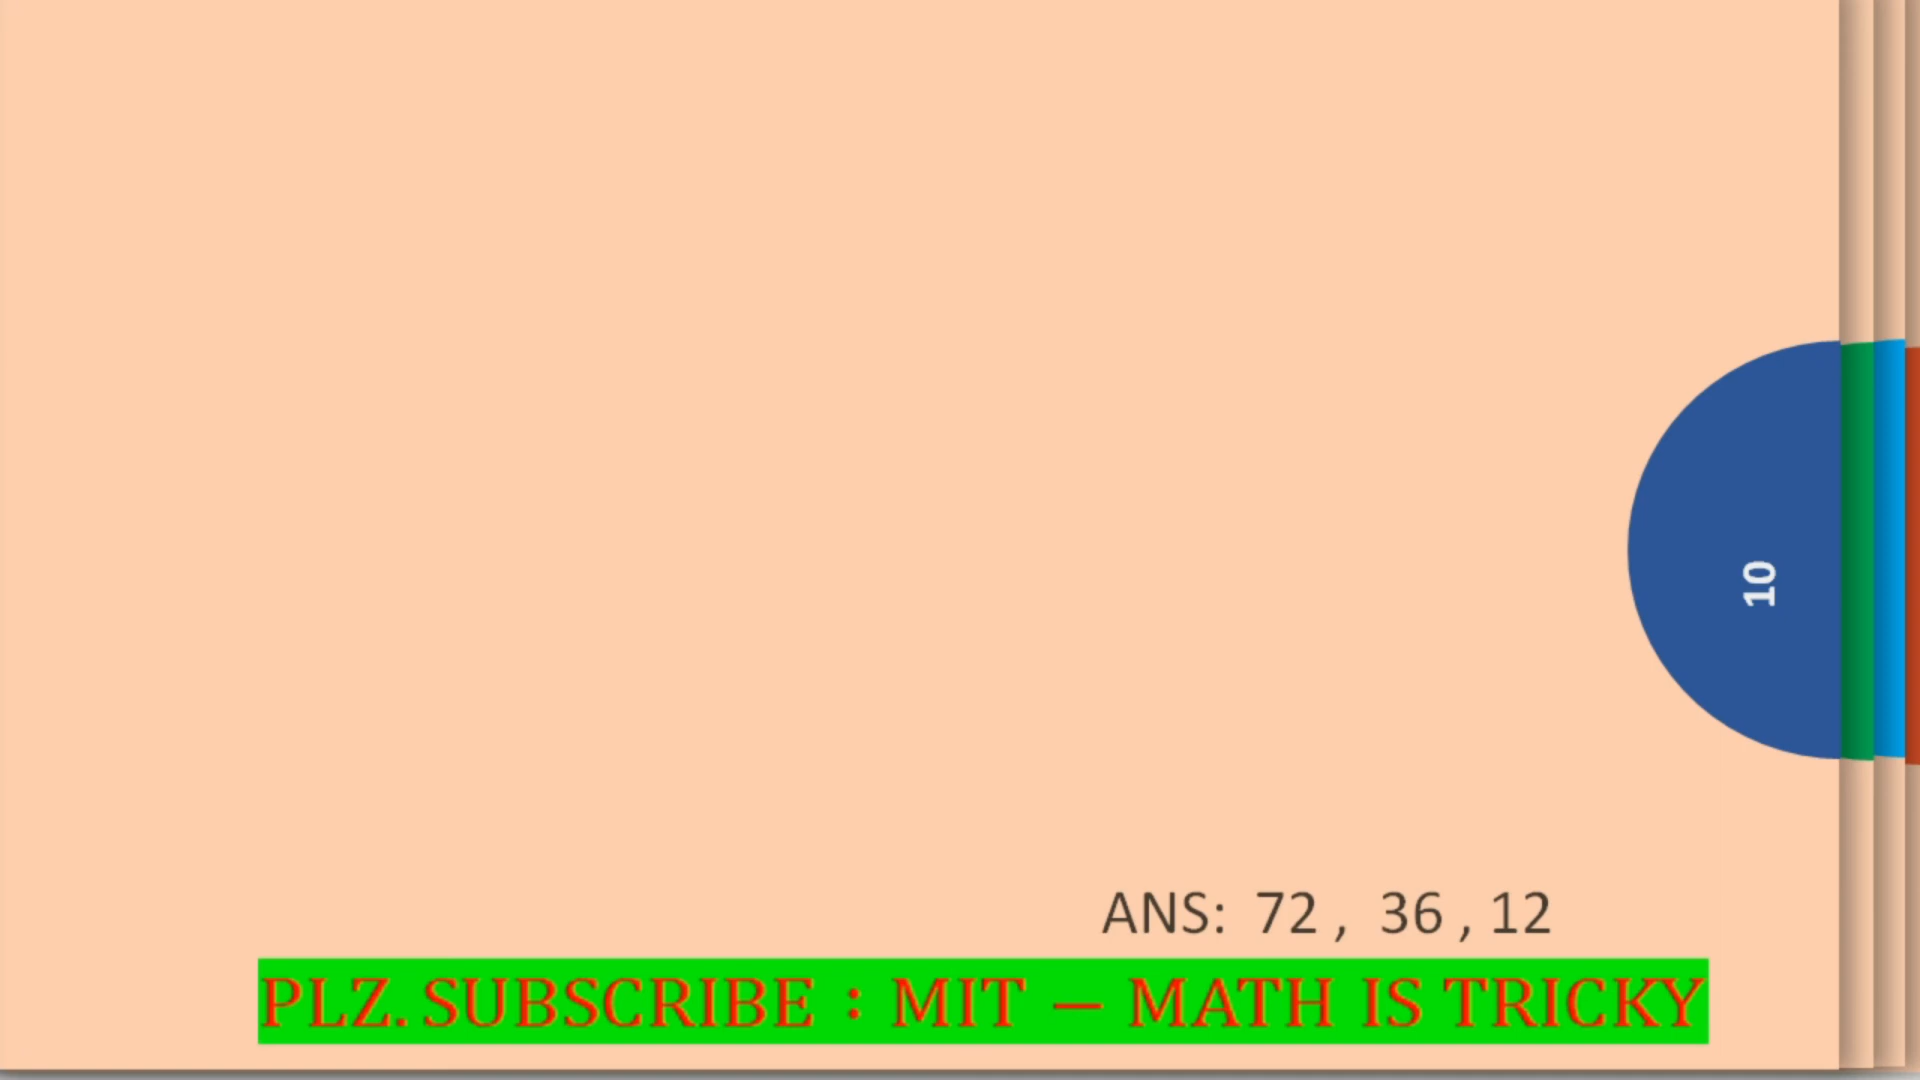 10
ANS: 72 , 36 , 12
PLZ. SUBSCRIBE : MIT – MATH IS TRICKY